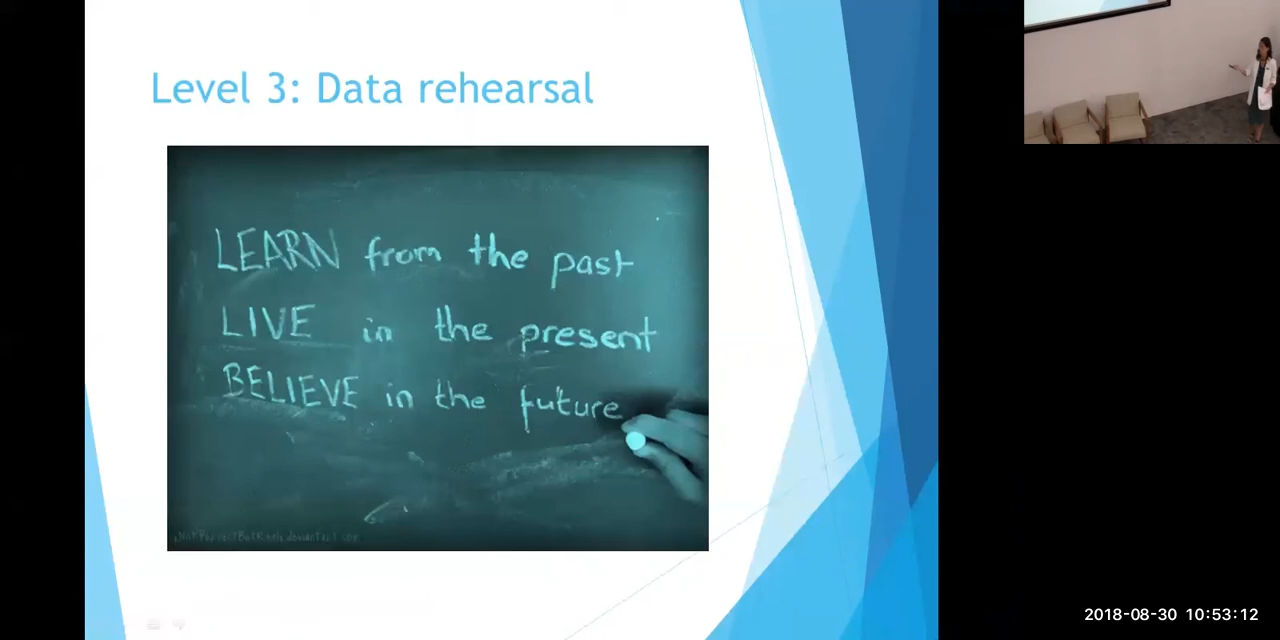 Level 3: Data rehearsal
LEARN from the past
LIVE in the present
BELIEVE in the future
2018-08-30 10:53:12